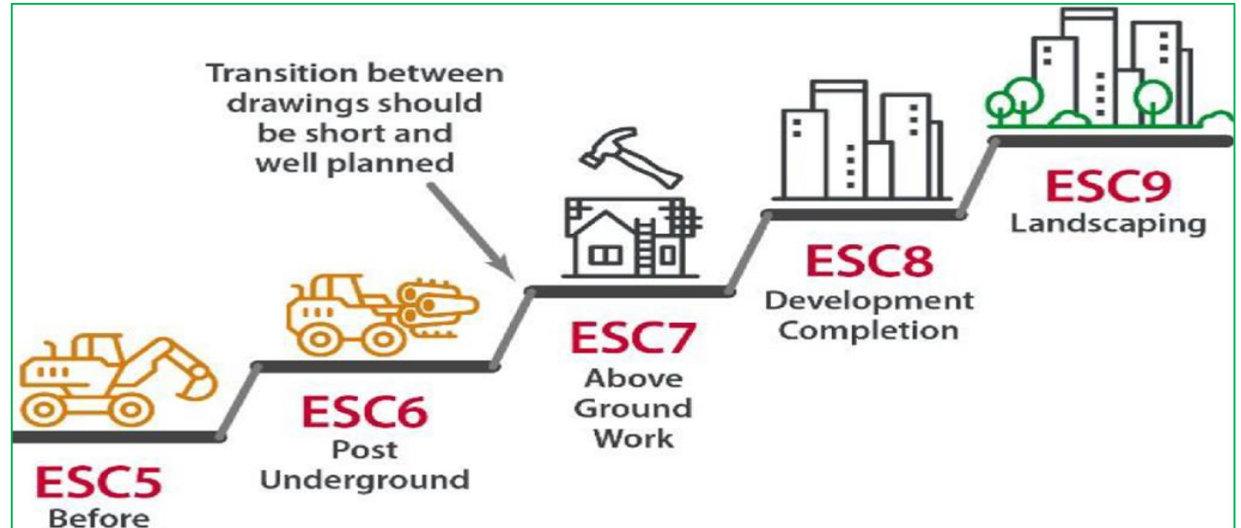 Transition between
drawings should
be short and
well planned
ESC5
Before
ESC6
Post
Underground
ESC7
Above
Ground
Work
ESC8
Development
Completion
ESC9
Landscaping